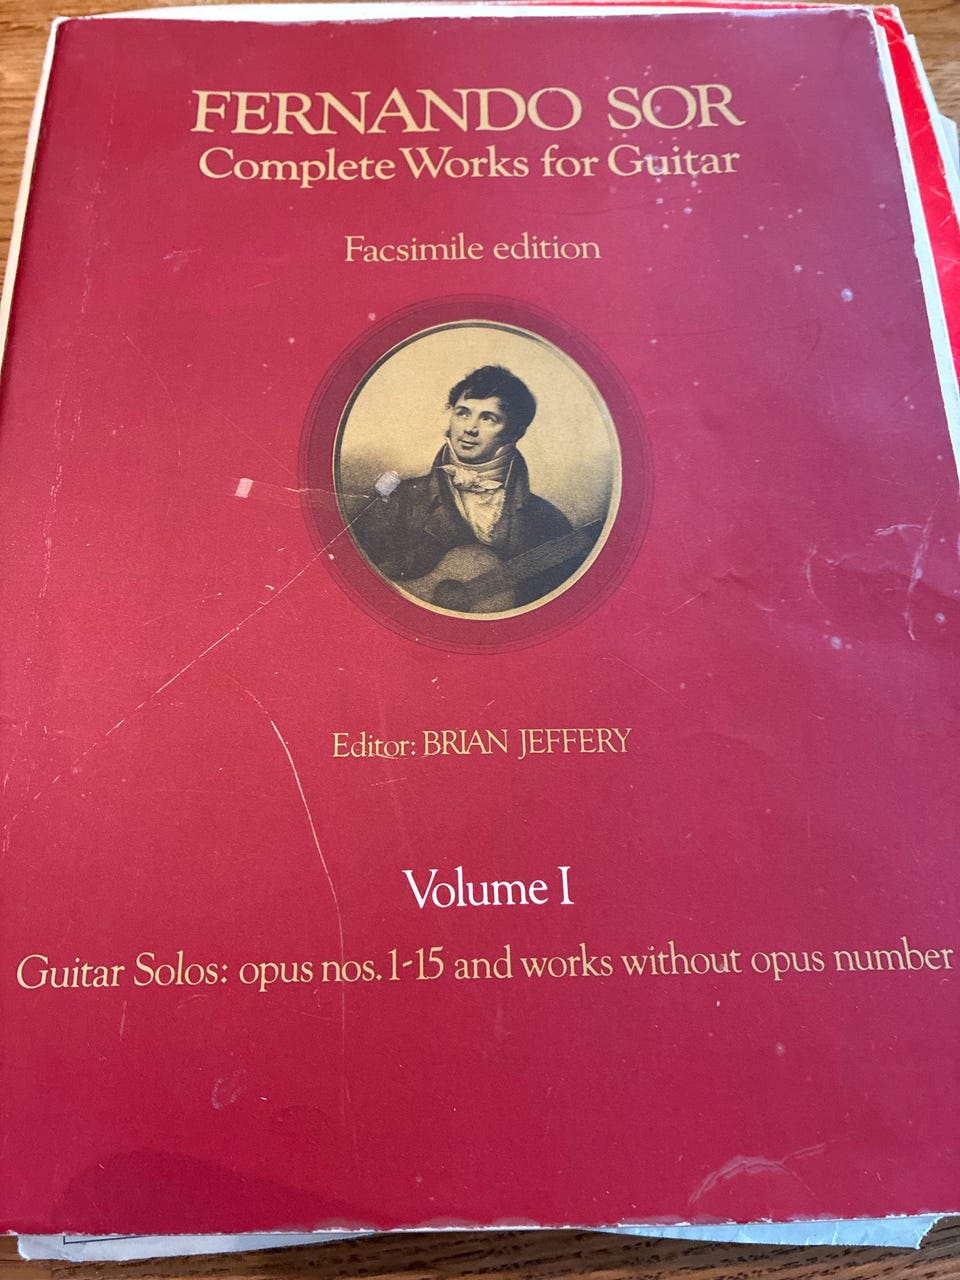 FERNANDO SOR
Complete Works for Guitar
Facsimile edition
Editor: BRIAN JEFFERY
Volume I
Guitar Solos: opus nos. 1-15 and works without opus number